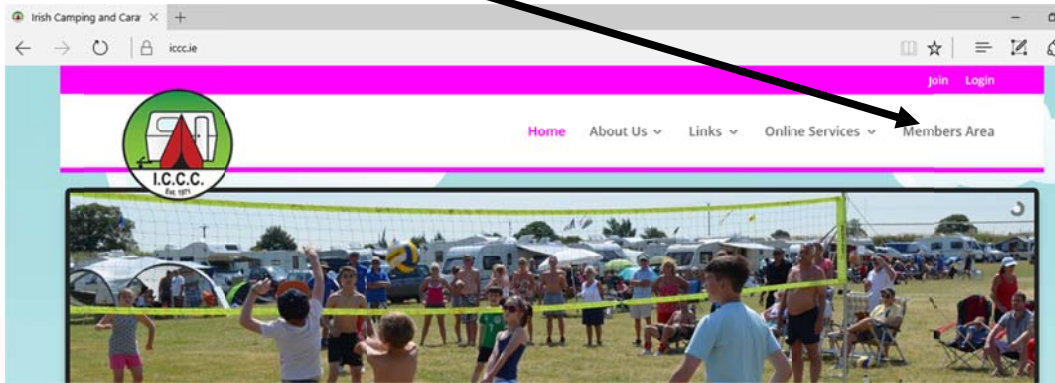 Irish Camping and Cara
iccc.ie
Join Login
Home About Us Links Online Services Members Area
I.C.C.C.
Est. 1971